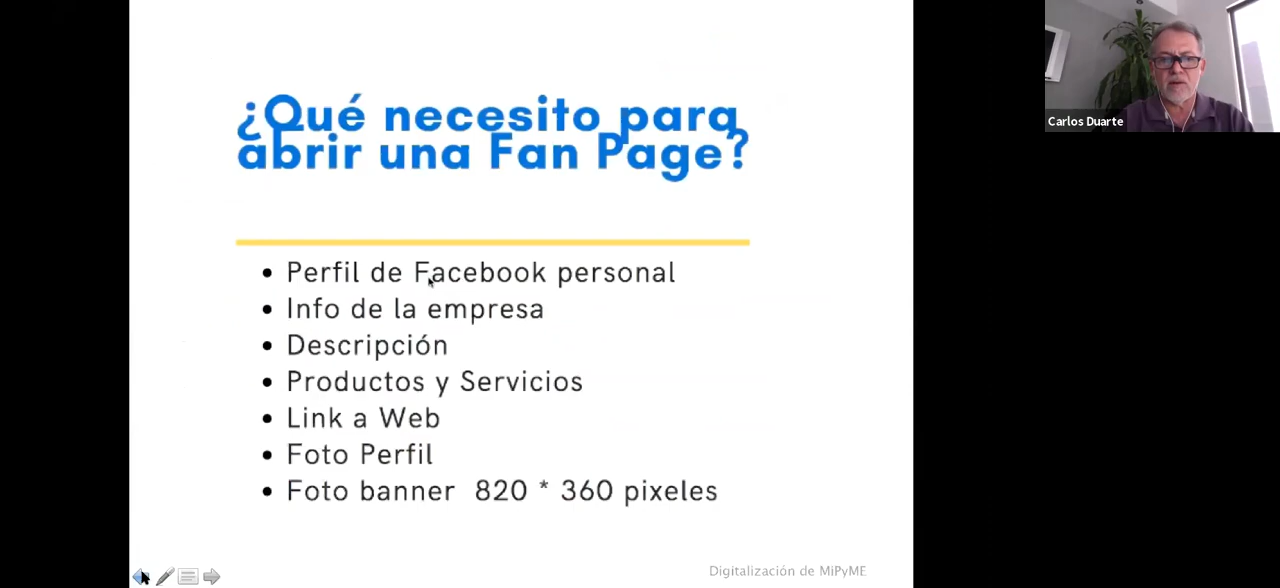 ¿Qué necesito para
abrir una Fan Page?
Perfil de Facebook personal
Info de la empresa
Descripción
Productos y Servicios
Link a Web
Foto Perfil
Foto banner 820 * 360 pixeles
Digitalización de MiPyME
Carlos Duarte